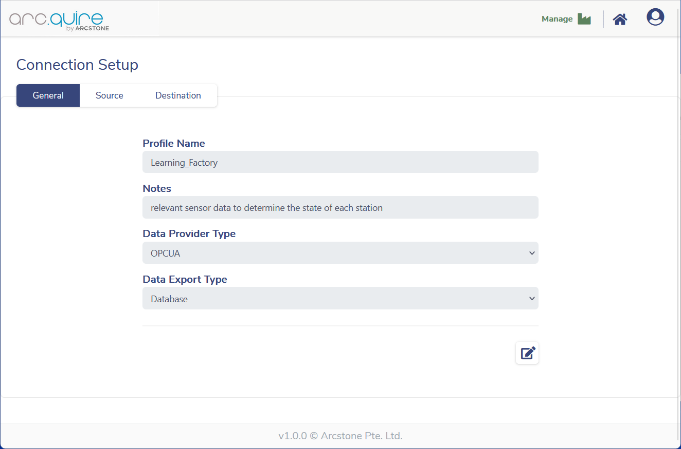 arc.quire
by ARCSTONE
Manage
Connection Setup
General
Source
Destination
Profile Name
Learning Factory
Notes
relevant sensor data to determine the state of each station
Data Provider Type
OPCUA
Data Export Type
Database
v1.0.0 © Arcstone Pte. Ltd.